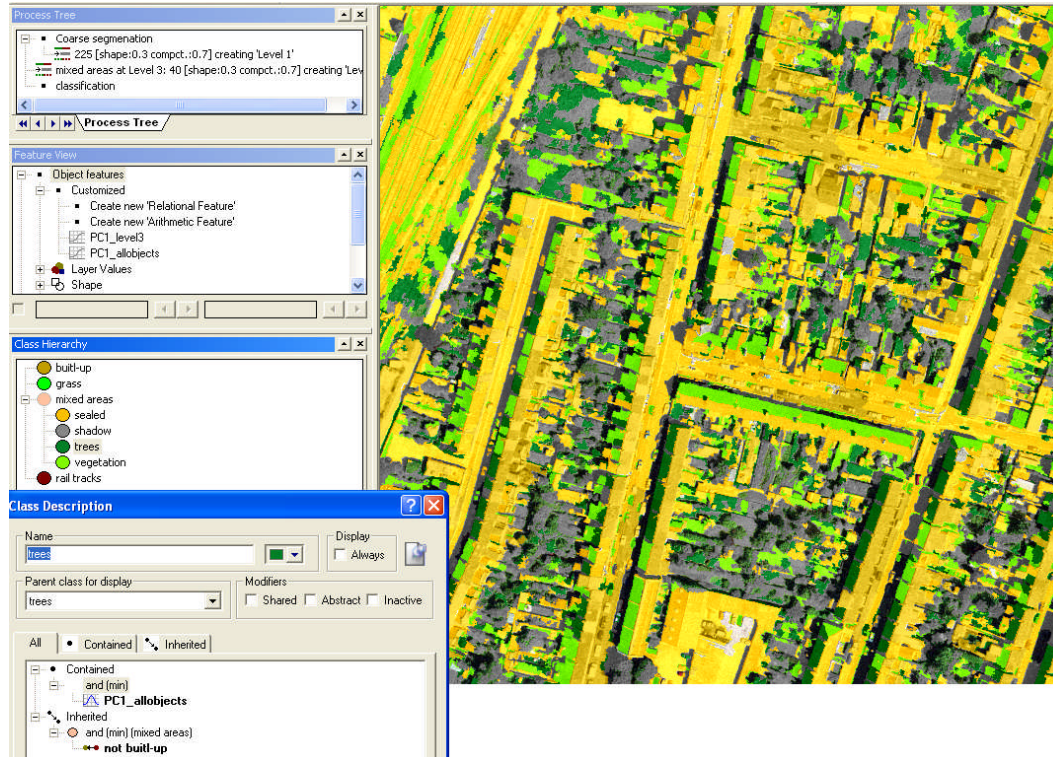 Process Tree
Coarse segmenation
225 [shape:0.3 compct.:0.7] creating 'Level 1'
mixed areas at Level 3: 40 [shape:0.3 compct.:0.7] creating 'Lev
classification
Process Tree
Feature View
Object features
Customized
Create new 'Relational Feature'
Create new 'Arithmetic Feature'
PC1_level3
PC1_allobjects
Layer Values
Shape
Class Hierarchy
buitl-up
grass
mixed areas
sealed
shadow
trees
vegetation
rail tracks
Class Description
Name
trees
Display
Always
Parent class for display
trees
Modifiers
Shared
Abstract
Inactive
All
Contained
Inherited
Contained
and (min)
PC1_allobjects
Inherited
and (min) (mixed areas)
not buitl-up